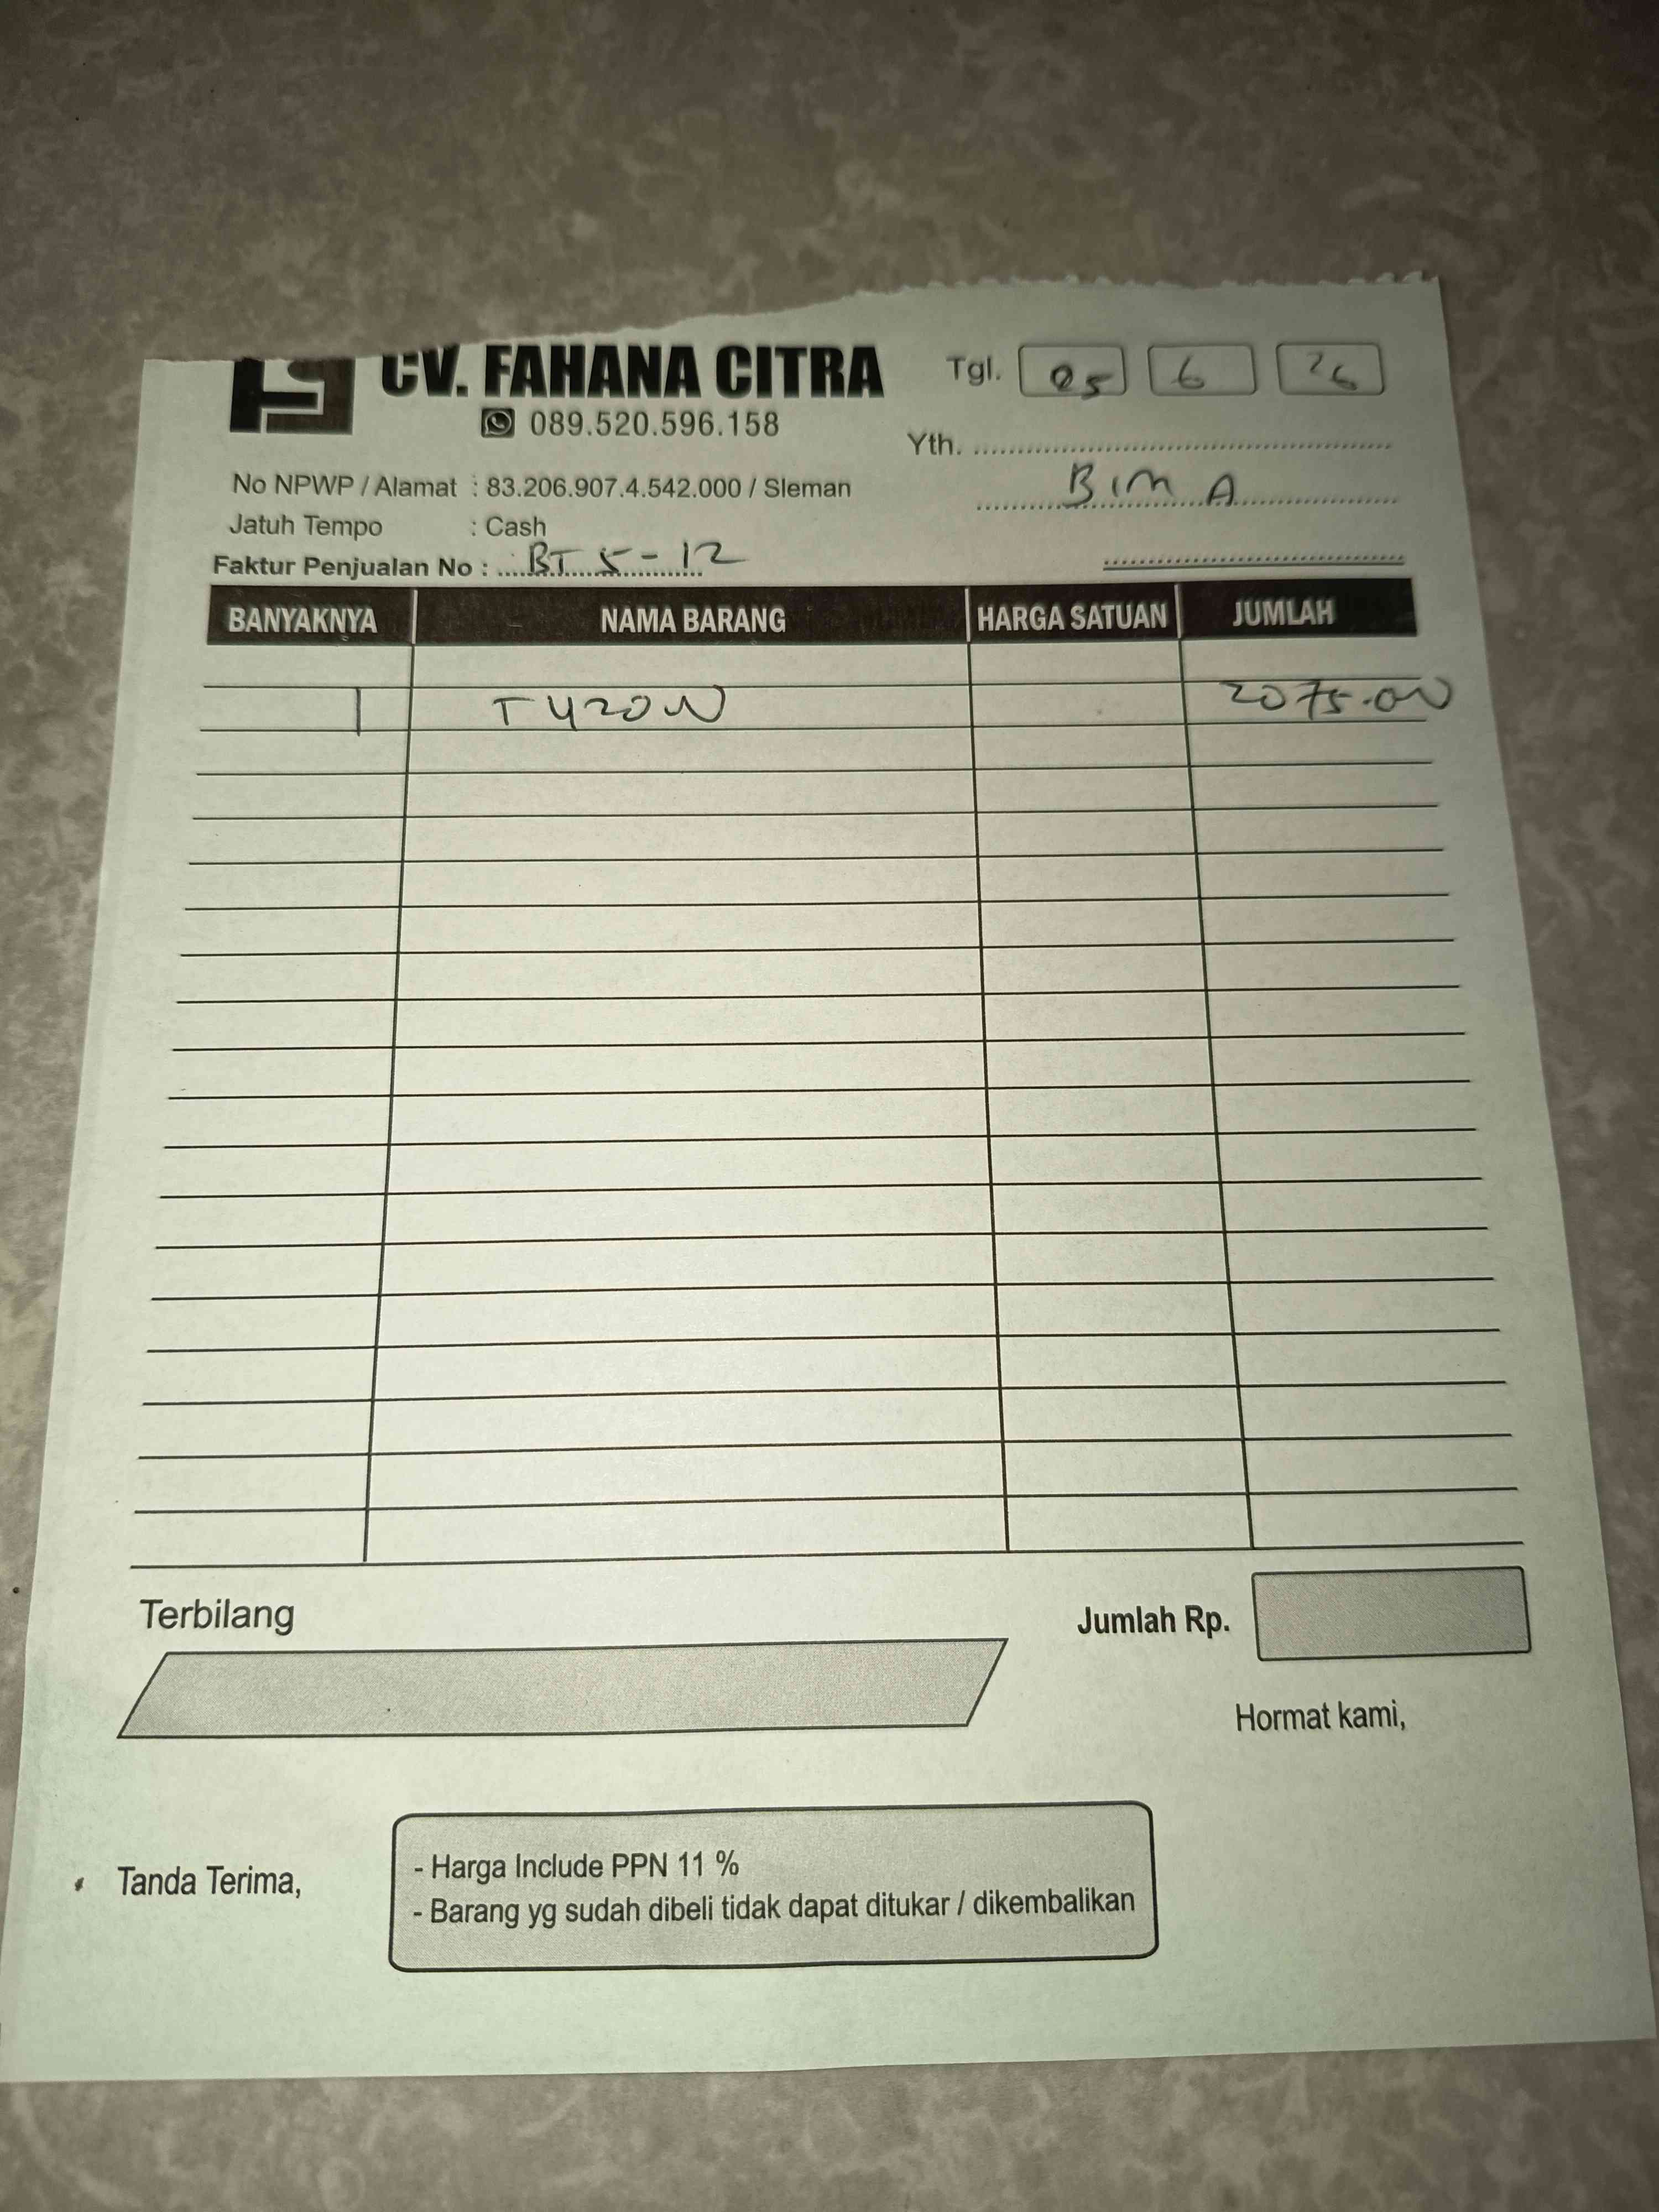 CV. FAHANA CITRA
089.520.596.158
Tgl. 05 6 26
Yth.
BIMA
No NPWP / Alamat : 83.206.907.4.542.000 / Sleman
Jatuh Tempo : Cash
Faktur Penjualan No : BT 5-12
BANYAKNYA NAMA BARANG HARGA SATUAN JUMLAH
1 2075.000
Terbilang
Jumlah Rp.
Hormat kami,
Tanda Terima,
- Harga Include PPN 11 %
- Barang yg sudah dibeli tidak dapat ditukar / dikembalikan